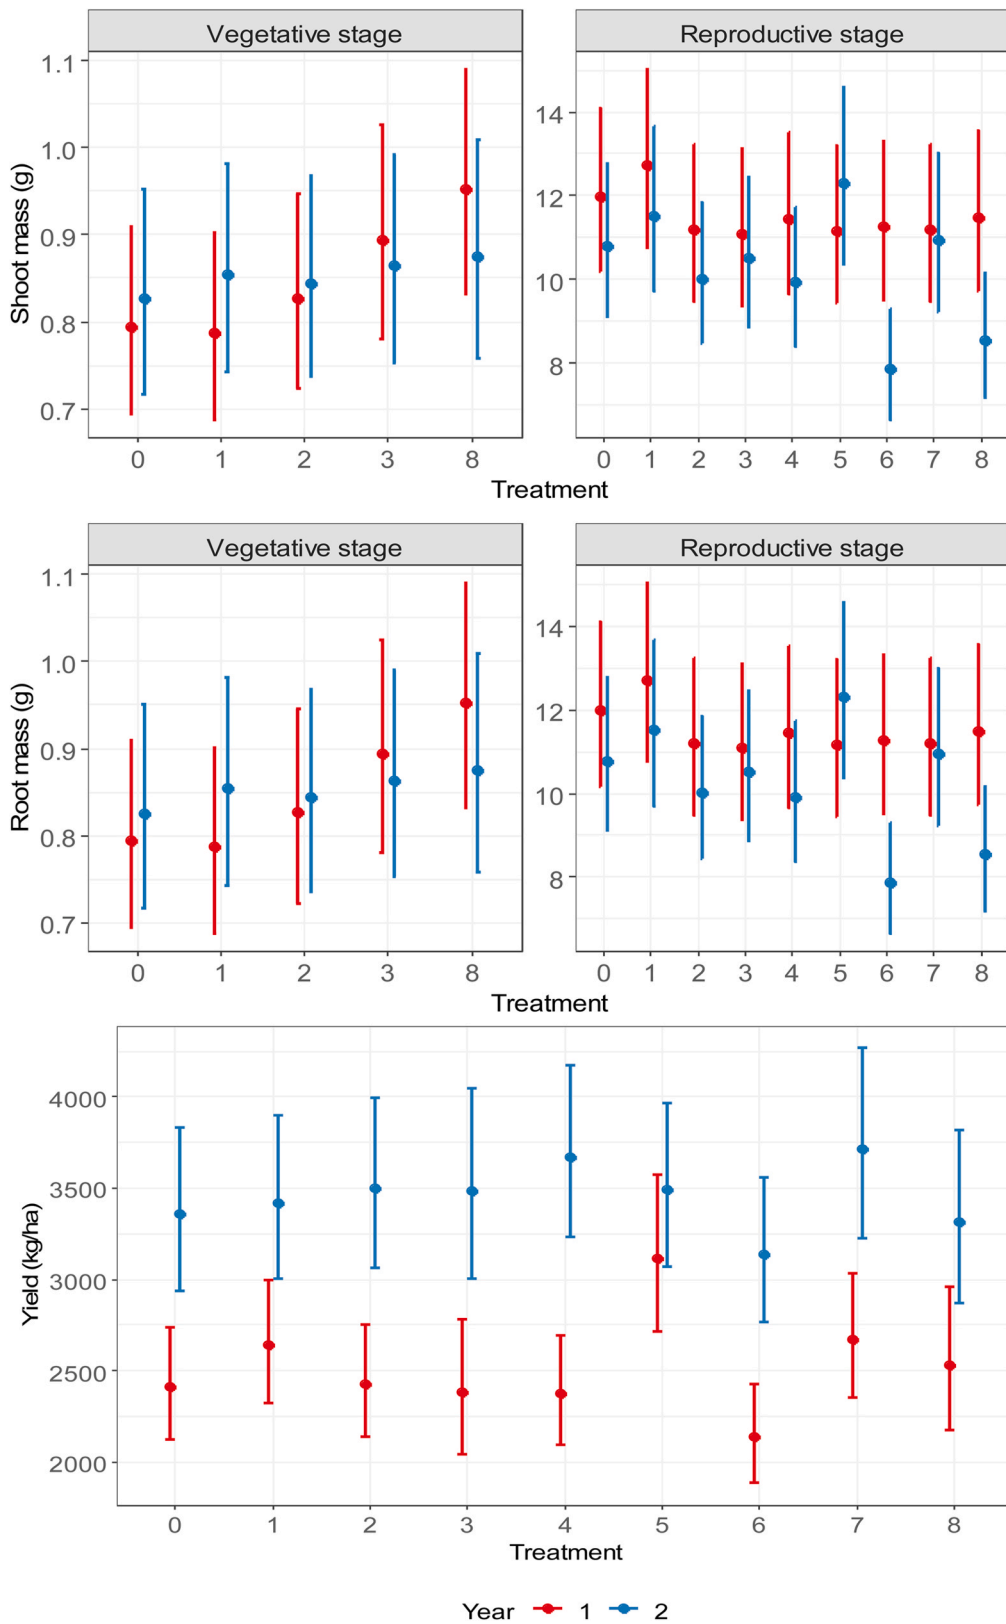 Vegetative stage Reproductive stage
Shoot mass (g)
1.1
1.0
0.9
0.8
0.7
14
12
10
8
0 1 2 3 8 0 1 2 3 4 5 6 7 8
Treatment
Vegetative stage Reproductive stage
Root mass (g)
1.1
1.0
0.9
0.8
0.7
14
12
10
8
0 1 2 3 8 0 1 2 3 4 5 6 7 8
Treatment
Yield (kg/ha)
4000
3500
3000
2500
2000
0 1 2 3 4 5 6 7 8
Treatment
Year 1 2